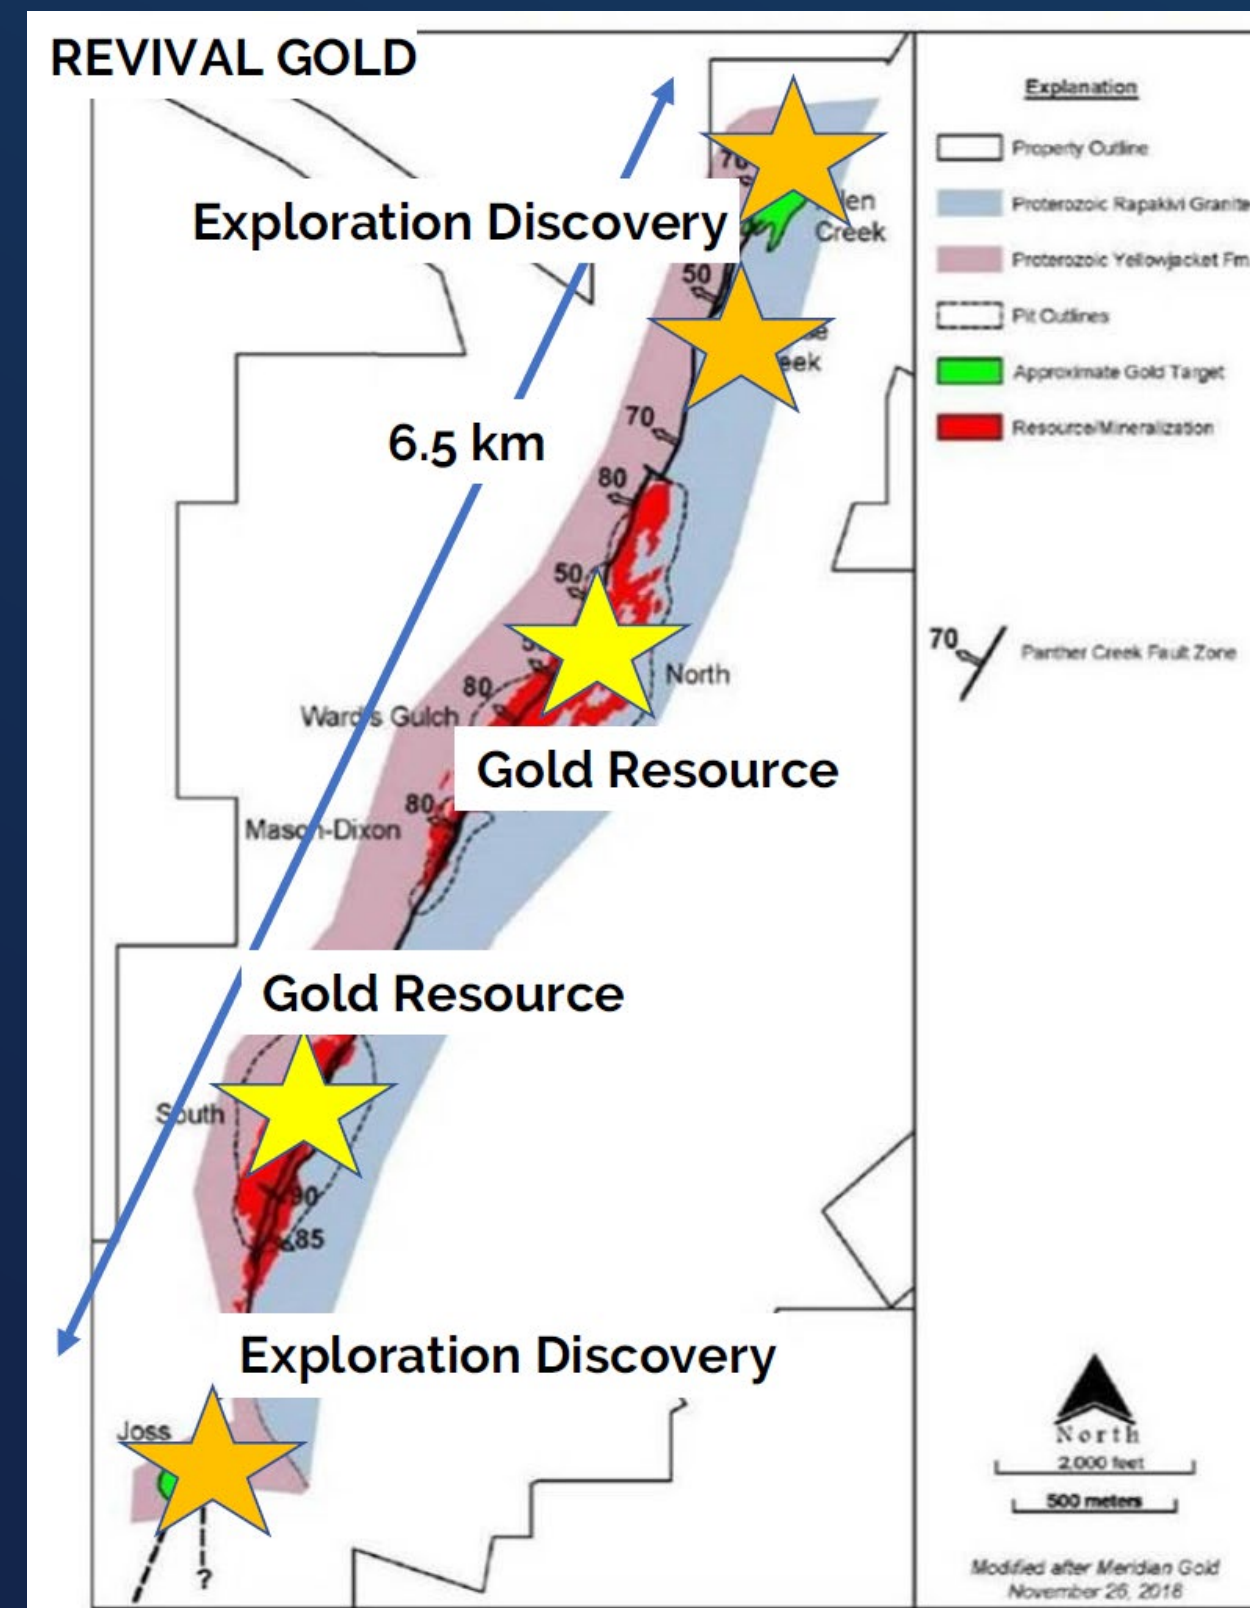 REVIVAL GOLD
Explanation
Property Outline
Proterozoic Rapakivi Granite
Proterozoic Yellowjacket Fm
Pit Outlines
Approximate Gold Target
Resource/Mineralization
70
Panther Creek Fault Zone
70
Creek
Exploration Discovery
50
6.5 km
70
80
50
80
North
Ward's Gulch
Gold Resource
80
Mason-Dixon
Gold Resource
South
90
85
Exploration Discovery
Joss
?
North
2,000 feet
500 meters
Modified after Meridian Gold
November 26, 2018